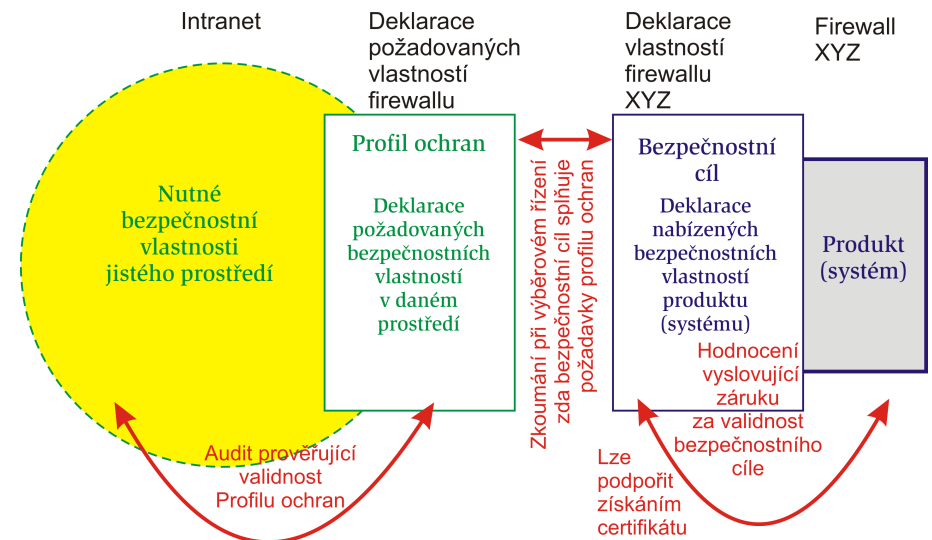 Intranet
Deklarace
požadovaných
vlastností
firewallu
Deklarace
vlastností
firewallu
XYZ
Firewall
XYZ
Nutné
bezpečnostní
vlastnosti
jistého prostředí
Profil ochran
Deklarace
požadovaných
bezpečnostních
vlastností
v daném
prostředí
Zkoumání při výběrovém řízení
zda bezpečnostní cíl splňuje
požadavky profilu ochran
Bezpečnostní
cíl
Deklarace
nabízených
bezpečnostních
vlastností
produktu
(systému)
Produkt
(systém)
Audit prověřující
validnost
Profilu ochran
Hodnocení
vyslovující
záruku
za validnost
bezpečnostního
cíle
Lze
podpořit
získáním
certifikátu